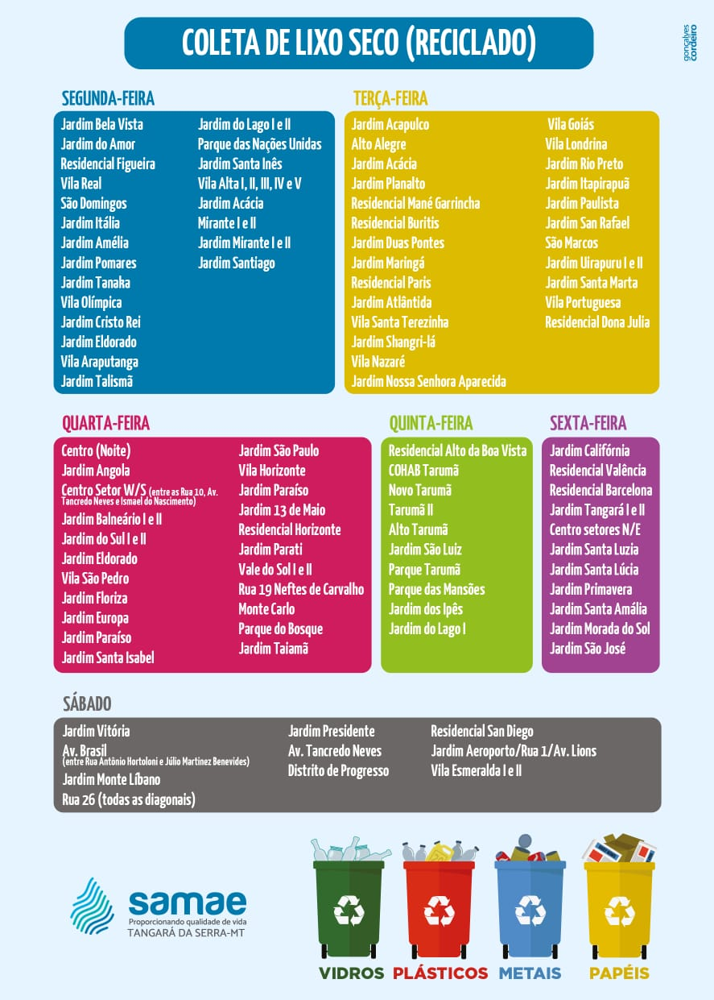 COLETA DE LIXO SECO (RECICLADO)
gonçalves
cordeiro
SEGUNDA-FEIRA
Jardim Bela Vista
Jardim do Amor
Residencial Figueira
Vila Real
São Domingos
Jardim Itália
Jardim Amélia
Jardim Pomares
Jardim Tanaka
Vila Olímpica
Jardim Cristo Rei
Jardim Eldorado
Vila Araputanga
Jardim Talismã
Jardim do Lago I e II
Parque das Nações Unidas
Jardim Santa Inês
Vila Alta I, II, III, IV e V
Jardim Acácia
Mirante I e II
Jardim Mirante I e II
Jardim Santiago
TERÇA-FEIRA
Jardim Acapulco
Alto Alegre
Jardim Acácia
Jardim Planalto
Residencial Mané Garrincha
Residencial Buritis
Jardim Duas Pontes
Jardim Maringá
Residencial Paris
Jardim Atlântida
Vila Santa Terezinha
Jardim Shangri-lá
Vila Nazaré
Jardim Nossa Senhora Aparecida
Vila Goiás
Vila Londrina
Jardim Rio Preto
Jardim Itapirapuã
Jardim Paulista
Jardim San Rafael
São Marcos
Jardim Uirapuru I e II
Jardim Santa Marta
Vila Portuguesa
Residencial Dona Julía
QUARTA-FEIRA
Centro (Noite)
Jardim Angola
Centro Setor W/S (entre as Rua 10, Av.
Tancredo Neves e Ismael do Nascimento)
Jardim Balneário I e II
Jardim do Sul I e II
Jardim Eldorado
Vila São Pedro
Jardim Floriza
Jardim Europa
Jardim Paraíso
Jardim Santa Isabel
Jardim São Paulo
Vila Horizonte
Jardim Paraíso
Jardim 13 de Maio
Residencial Horizonte
Jardim Parati
Vale do Sol I e II
Rua 19 Neftes de Carvalho
Monte Carlo
Parque do Bosque
Jardim Taiamã
QUINTA-FEIRA
Residencial Alto da Boa Vista
COHAB Tarumã
Novo Tarumã
Tarumã II
Alto Tarumã
Jardim São Luiz
Parque Tarumã
Parque das Mansões
Jardim dos Ipês
Jardim do Lago I
SEXTA-FEIRA
Jardim Califórnia
Residencial Valência
Residencial Barcelona
Jardim Tangará I e II
Centro setores N/E
Jardim Santa Luzia
Jardim Santa Lúcia
Jardim Primavera
Jardim Santa Amália
Jardim Morada do Sol
Jardim São José
SÁBADO
Jardim Vitória
Av. Brasil
(entre Rua Antônio Hortoloni e Júlio Martinez Benevides)
Jardim Monte Líbano
Rua 26 (todas as diagonais)
Jardim Presidente
Av. Tancredo Neves
Distrito de Progresso
Residencial San Diego
Jardim Aeroporto/Rua 1/Av. Lions
Vila Esmeralda I e II
samae
Proporcionando qualidade de vida
TANGARÁ DA SERRA-MT
VIDROS
PLÁSTICOS
METAIS
PAPÉIS